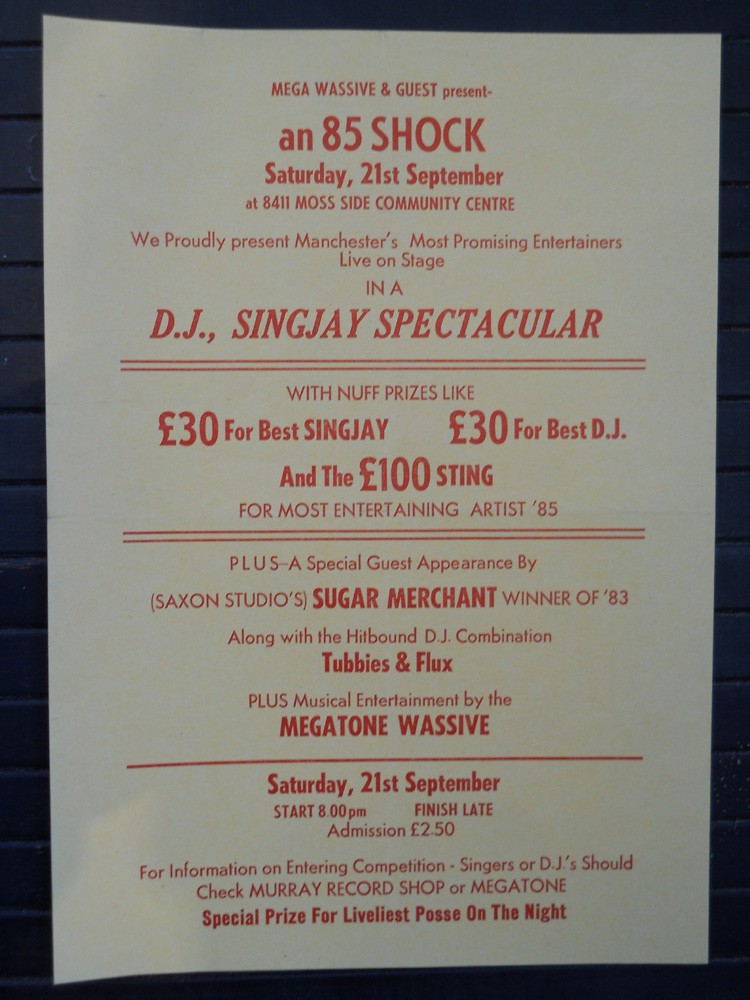 MEGA WASSIVE & GUEST present-
an 85 SHOCK
Saturday, 21st September
at 8411 MOSS SIDE COMMUNITY CENTRE
We Proudly present Manchester's Most Promising Entertainers
Live on Stage
IN A
D.J., SINGJAY SPECTACULAR
WITH NUFF PRIZES LIKE
£30 For Best SINGJAY £30 For Best D.J.
And The £100 STING
FOR MOST ENTERTAINING ARTIST '85
PLUS-A Special Guest Appearance By
(SAXON STUDIO'S) SUGAR MERCHANT WINNER OF '83
Along with the Hitbound D.J. Combination
Tubbies & Flux
PLUS Musical Entertainment by the
MEGATONE WASSIVE
Saturday, 21st September
START 8.00pm FINISH LATE
Admission £2.50
For Information on Entering Competition - Singers or D.J.'s Should
Check MURRAY RECORD SHOP or MEGATONE
Special Prize For Liveliest Posse On The Night